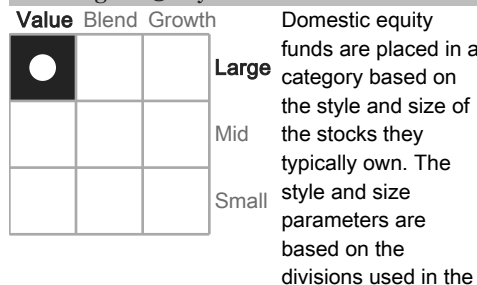 Value Blend Growth
Large
Mid
Small
Domestic equity
funds are placed in a
category based on
the style and size of
the stocks they
typically own. The
style and size
parameters are
based on the
divisions used in the